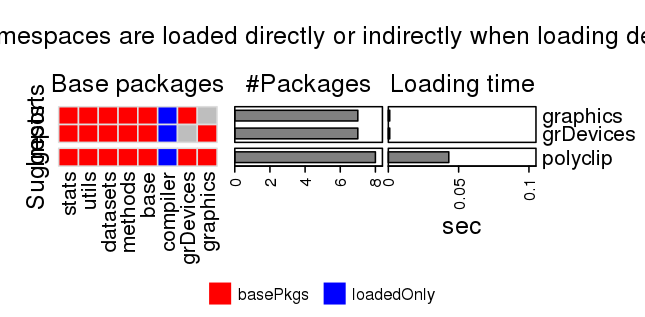 mespaces are loaded directly or indirectly when loading de
Base packages #Packages Loading time
Imports
Suggests
graphics
grDevices
polyclip
stats
utils
datasets
methods
base
compiler
grDevices
graphics
0 2 4 6 8
0 0.05 0.1
sec
basePkgs loadedOnly